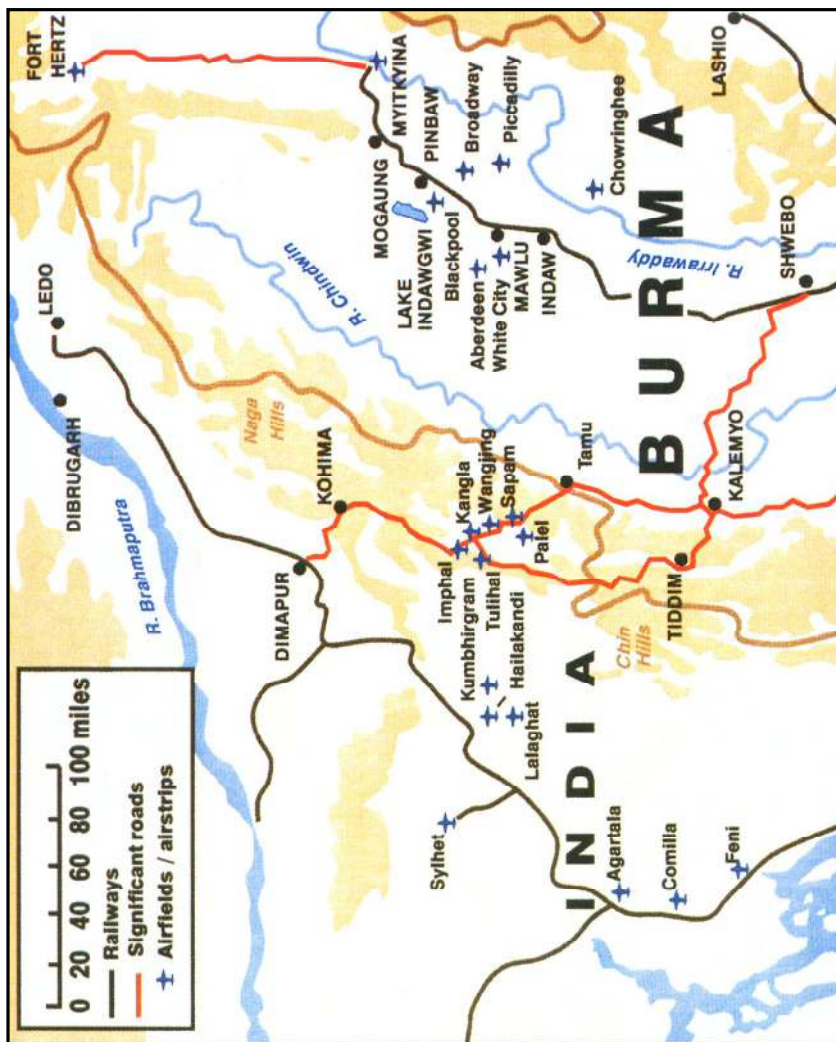 0 20 40 60 80 100 miles
Railways
Significant roads
Airfields / airstrips
R. Brahmaputra
DIBRUGARH
LEDO
FORT
HERTZ
DIMAPUR
KOHIMA
Naga
Hills
R. Chindwin
MOGAUNG
MYITKYINA
LAKE
INDAWGWI
PINBAW
Blackpool
Broadway
Piccadilly
Aberdeen
White City
MAWLU
INDAW
Chowringhee
R. Irrawaddy
Imphal
Kangla
Wangjing
Sapam
Palel
Tulihal
Kumbhirgram
Hailakandi
Lalaghat
Sylhet
Tamu
INDIA
BURMA
Agartala
Comilla
Feni
Chin
Hills
TIDDIM
KALEMYO
SHWEBO
LASHIO